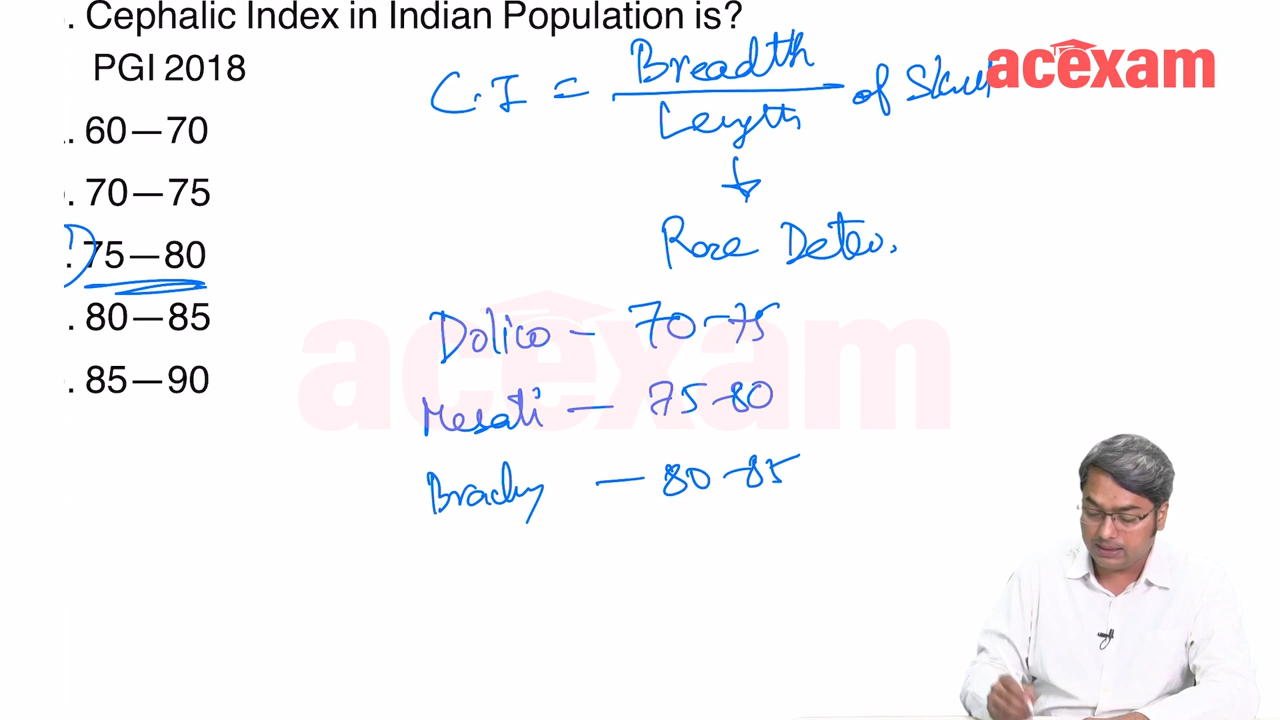 . Cephalic Index in Indian Population is?
PGI 2018
. 60—70
. 70—75
. 75—80
. 80—85
. 85—90
C.I = Breadth / Length of Skull
Race Deter.
Dolico – 70-75
Mesati — 75-80
Brachy — 80-85
acexam
acexam